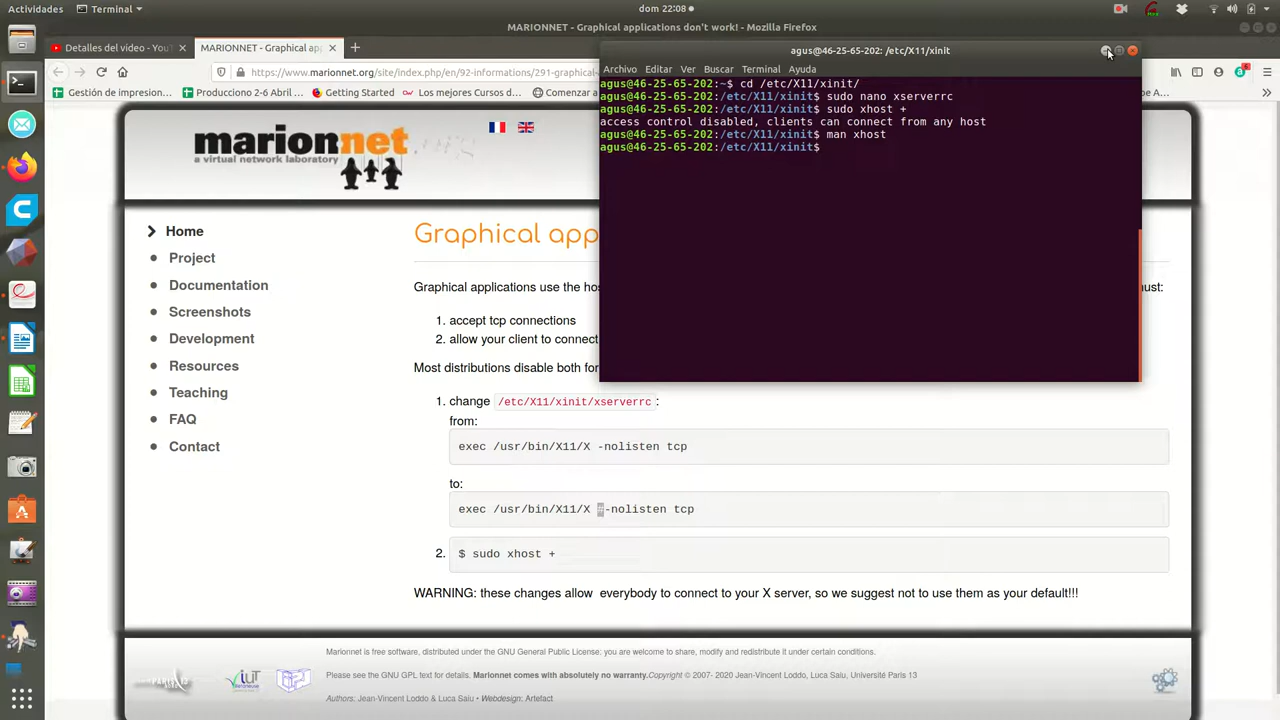 Actividades
Terminal
dom 22:08
MARIONNET - Graphical applications don't work! - Mozilla Firefox
Detalles del video - You
MARIONNET - Graphical ap
https://www.marionnet.org/site/index.php/en/92-informations/291-graphical-
Gestión de impresion...
Producciono 2-6 Abril ...
Getting Started
Los mejores Cursos d...
Comenzar a
6
agus@46-25-65-202: /etc/X11/xinit
Archivo Editar Ver Buscar Terminal Ayuda
agus@46-25-65-202:~$ cd /etc/X11/xinit/
agus@46-25-65-202:/etc/X11/xinit$ sudo nano xserverrc
agus@46-25-65-202:/etc/X11/xinit$ sudo xhost +
access control disabled, clients can connect from any host
agus@46-25-65-202:/etc/X11/xinit$ man xhost
agus@46-25-65-202:/etc/X11/xinit$
marionnet
a virtual network laboratory
Home
Project
Documentation
Screenshots
Development
Resources
Teaching
FAQ
Contact
Graphical app
Graphical applications use the ho
ust:
1. accept tcp connections
2. allow your client to connect
Most distributions disable both for
1. change /etc/X11/xinit/xserverrc:
from:
exec /usr/bin/X11/X -nolisten tcp
to:
exec /usr/bin/X11/X #-nolisten tcp
2. $ sudo xhost +
WARNING: these changes allow everybody to connect to your X server, so we suggest not to use them as your default!!!
Marionnet is free software, distributed under the GNU General Public License: you are welcome to share, modify and redistribute it under certain conditions.
Please see the GNU GPL text for details. Marionnet comes with absolutely no warranty.Copyright © 2007- 2020 Jean-Vincent Loddo, Luca Saiu, Université Paris 13
Authors: Jean-Vincent Loddo & Luca Saiu • Webdesign: Artefact